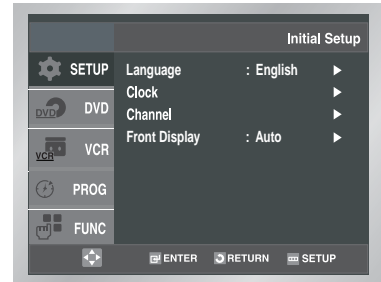 Initial Setup
SETUP
DVD DVD
VCR VCR
PROG
FUNC
Language : English ►
Clock ►
Channel ►
Front Display : Auto ►
ENTER RETURN SETUP